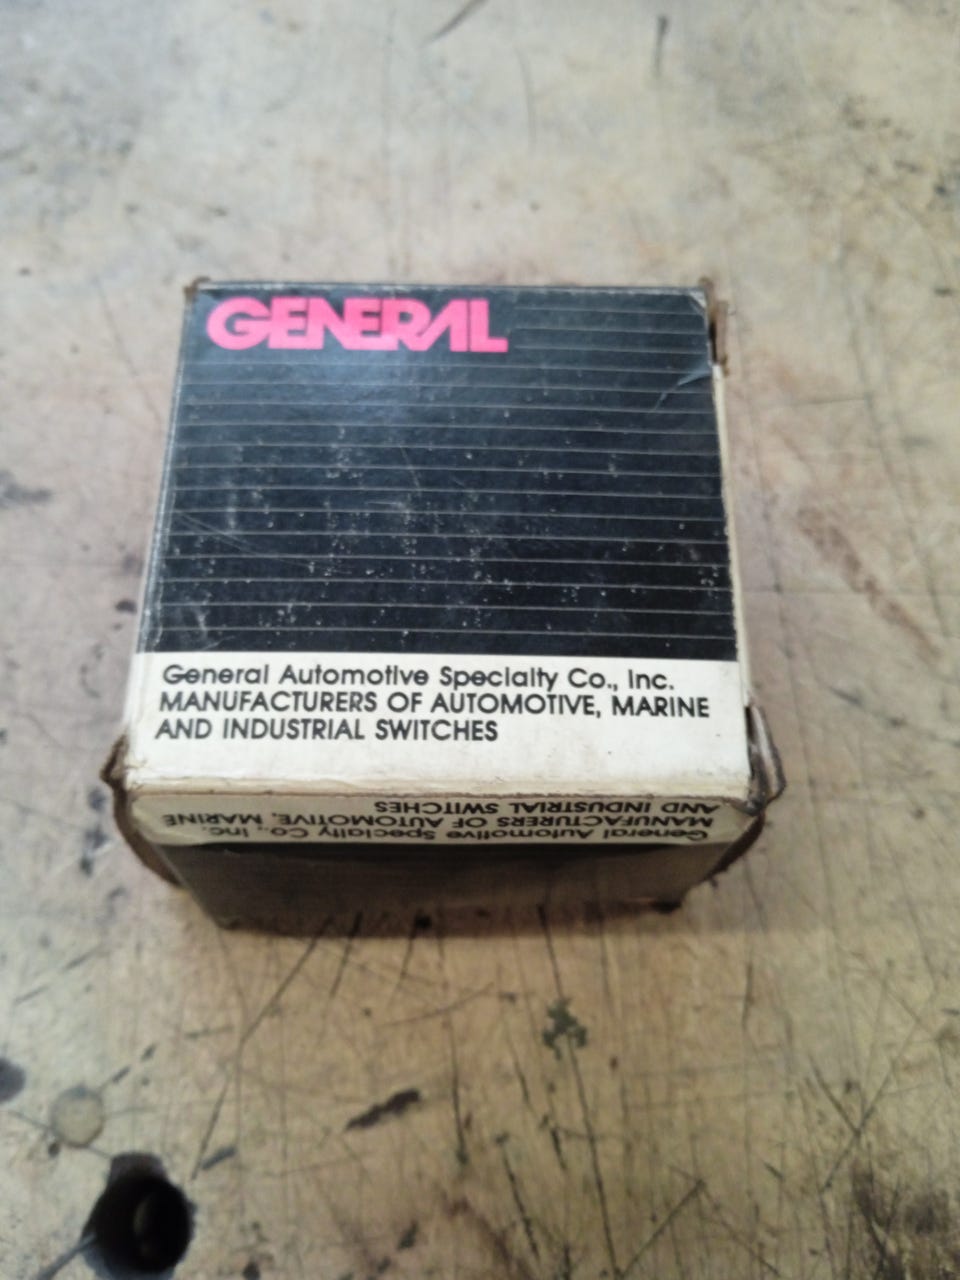 GENERAL
General Automotive Specialty Co., Inc.
MANUFACTURERS OF AUTOMOTIVE, MARINE
AND INDUSTRIAL SWITCHES
General Automotive Specialty Co., Inc.
MANUFACTURERS OF AUTOMOTIVE, MARINE
AND INDUSTRIAL SWITCHES